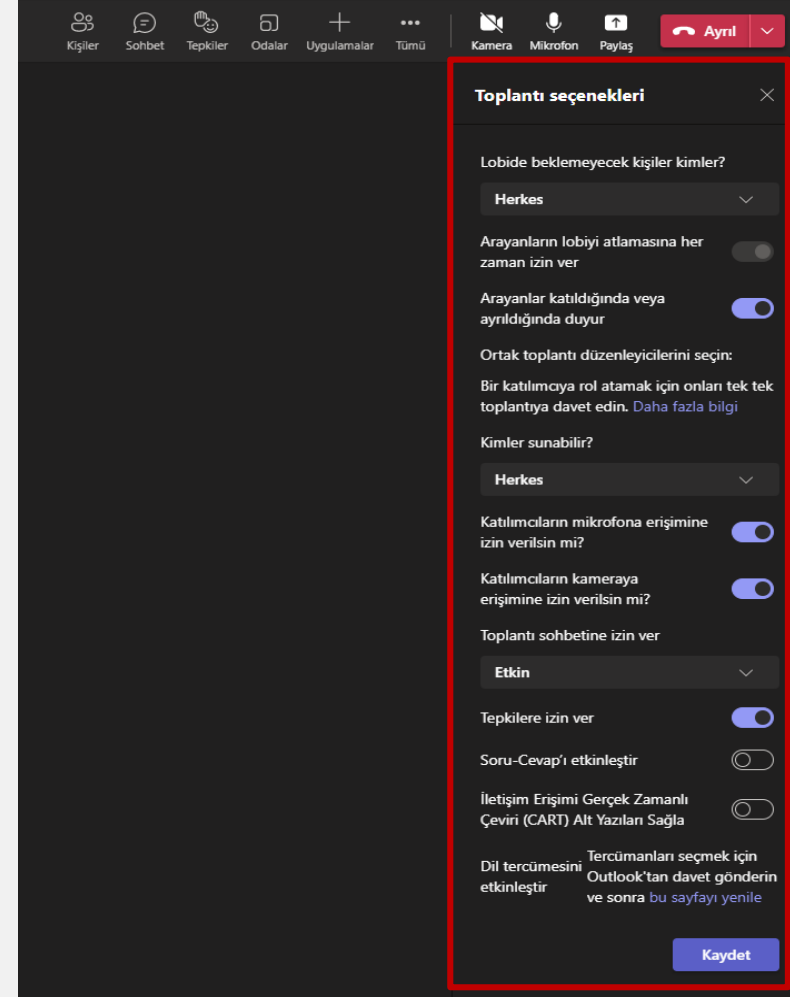 Kişiler Sohbet Tepkiler Odalar Uygulamalar Tümü Kamera Mikrofon Paylaş Ayrıl
Toplantı seçenekleri
Lobide beklemeyecek kişiler kimler?
Herkes
Arayanların lobiyi atlamasına her
zaman izin ver
Arayanlar katıldığında veya
ayrıldığında duyur
Ortak toplantı düzenleyicilerini seçin:
Bir katılımcıya rol atamak için onları tek tek
toplantıya davet edin. Daha fazla bilgi
Kimler sunabilir?
Herkes
Katılımcıların mikrofona erişimine
izin verilsin mi?
Katılımcıların kameraya
erişimine izin verilsin mi?
Toplantı sohbetine izin ver
Etkin
Tepkilere izin ver
Soru-Cevap'ı etkinleştir
İletişim Erişimi Gerçek Zamanlı
Çeviri (CART) Alt Yazıları Sağla
Dil tercümesini
etkinleştir
Tercümanları seçmek için
Outlook'tan davet gönderin
ve sonra bu sayfayı yenile
Kaydet